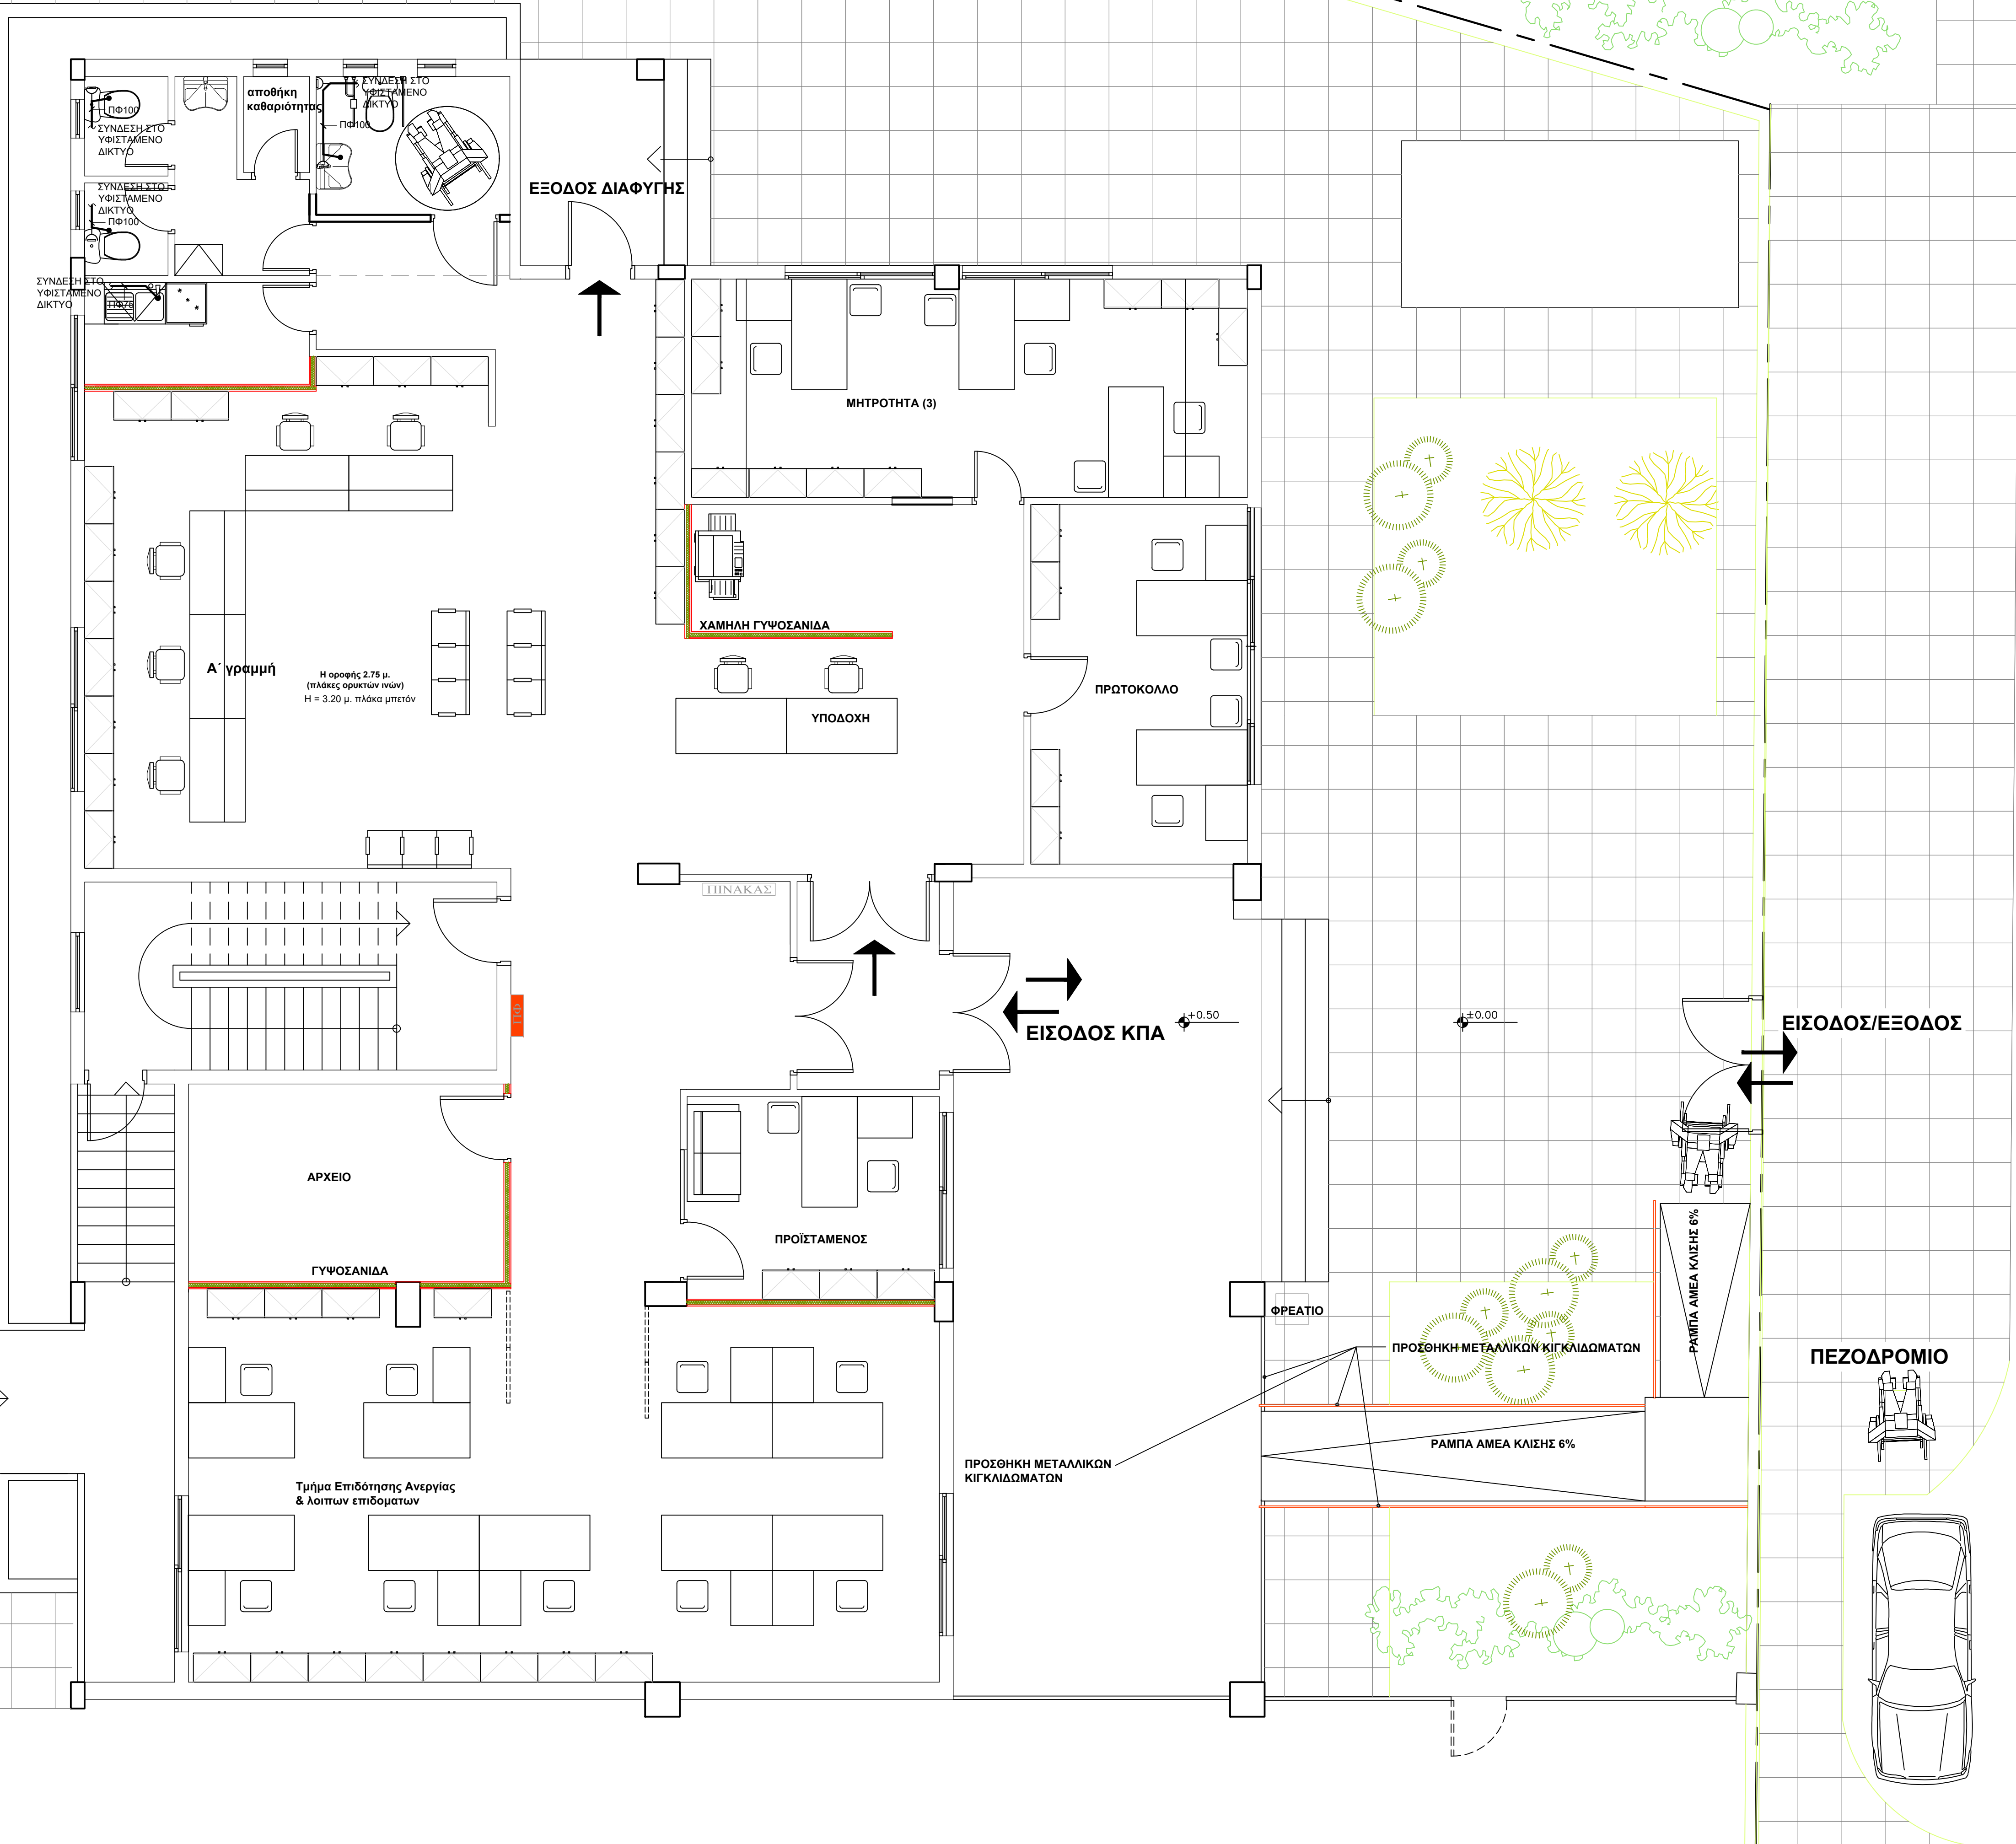 αποθήκη
καθαριότητας
ΣΥΝΔΕΣΗ ΣΤΟ
ΥΦΙΣΤΑΜΕΝΟ
ΔΙΚΤΥΟ
ΠΦ100
ΠΦ100
ΣΥΝΔΕΣΗ ΣΤΟ
ΥΦΙΣΤΑΜΕΝΟ
ΔΙΚΤΥΟ
ΣΥΝΔΕΣΗ ΣΤΟ
ΥΦΙΣΤΑΜΕΝΟ
ΔΙΚΤΥΟ
ΠΦ100
ΕΞΟΔΟΣ ΔΙΑΦΥΓΗΣ
ΣΥΝΔΕΣΗ ΣΤΟ
ΥΦΙΣΤΑΜΕΝΟ
ΔΙΚΤΥΟ
ΠΦ75
ΜΗΤΡΟΤΗΤΑ (3)
ΧΑΜΗΛΗ ΓΥΨΟΣΑΝΙΔΑ
Α΄ γραμμή
Η οροφής 2.75 μ.
(πλάκες ορυκτών ινών)
Η = 3.20 μ. πλάκα μπετόν
ΥΠΟΔΟΧΗ
ΠΡΩΤΟΚΟΛΛΟ
ΠΙΝΑΚΑΣ
ΠΦ
ΕΙΣΟΔΟΣ ΚΠΑ
+0.50
±0.00
ΕΙΣΟΔΟΣ/ΕΞΟΔΟΣ
ΑΡΧΕΙΟ
ΓΥΨΟΣΑΝΙΔΑ
ΠΡΟΪΣΤΑΜΕΝΟΣ
ΡΑΜΠΑ ΑΜΕΑ ΚΛΙΣΗΣ 6%
ΦΡΕΑΤΙΟ
ΠΡΟΣΘΗΚΗ ΜΕΤΑΛΛΙΚΩΝ ΚΙΓΚΛΙΔΩΜΑΤΩΝ
ΠΕΖΟΔΡΟΜΙΟ
ΡΑΜΠΑ ΑΜΕΑ ΚΛΙΣΗΣ 6%
ΠΡΟΣΘΗΚΗ ΜΕΤΑΛΛΙΚΩΝ
ΚΙΓΚΛΙΔΩΜΑΤΩΝ
Τμήμα Επιδότησης Ανεργίας
& λοιπων επιδοματων